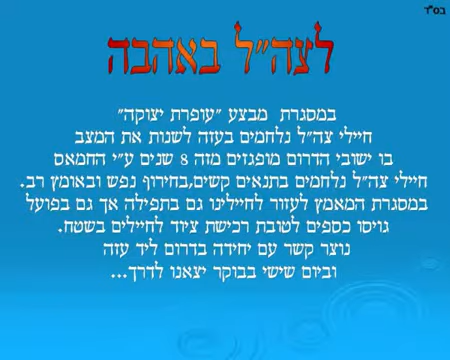 בס"ד
לצה"ל באהבה
במסגרת מבצע "עופרת יצוקה"
חיילי צה"ל נלחמים בעזה לשנות את המצב
בו ישובי הדרום מופגזים מזה 8 שנים ע"י החמאס
חיילי צה"ל נלחמים בתנאים קשים,בחירוף נפש ובאומץ רב.
במסגרת המאמץ לעזור לחיילינו גם בתפילה אך גם בפועל
גויסו כספים לטובת רכישת ציוד לחיילים בשטח.
נוצר קשר עם יחידה בדרום ליד עזה
וביום שישי בבוקר יצאנו לדרך...